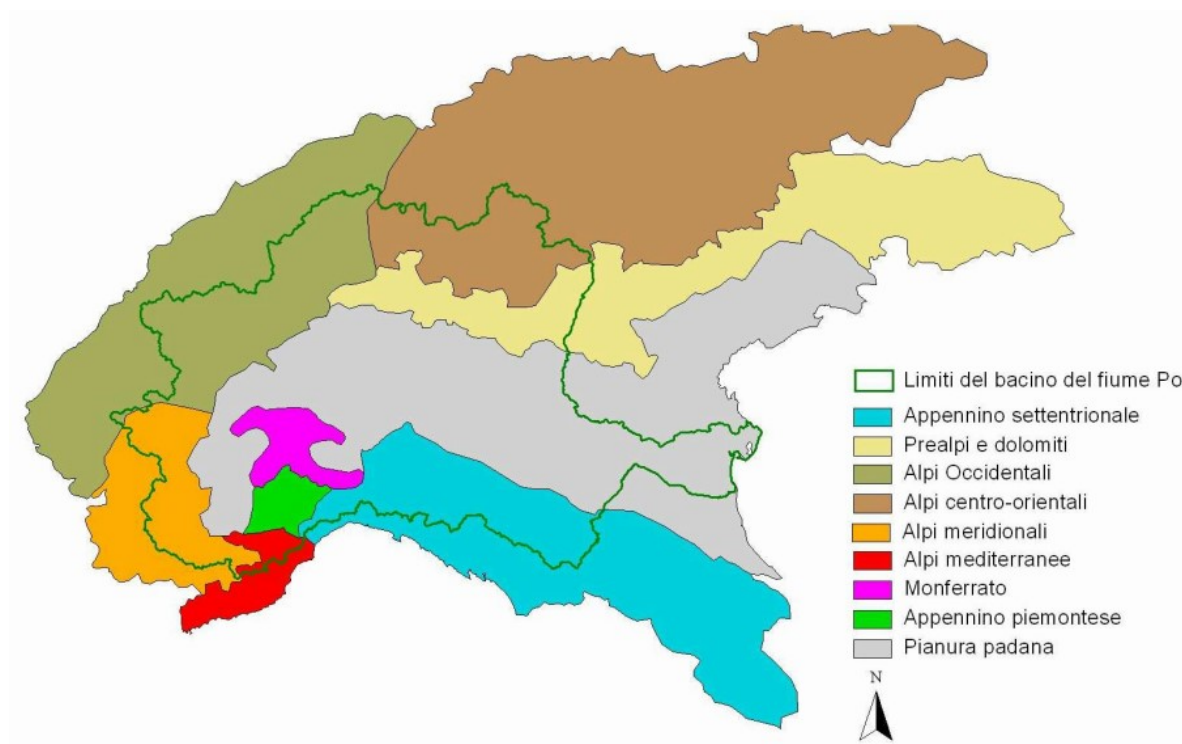 Limiti del bacino del fiume Po
Appennino settentrionale
Prealpi e dolomiti
Alpi Occidentali
Alpi centro-orientali
Alpi meridionali
Alpi mediterranee
Monferrato
Appennino piemontese
Pianura padana
N